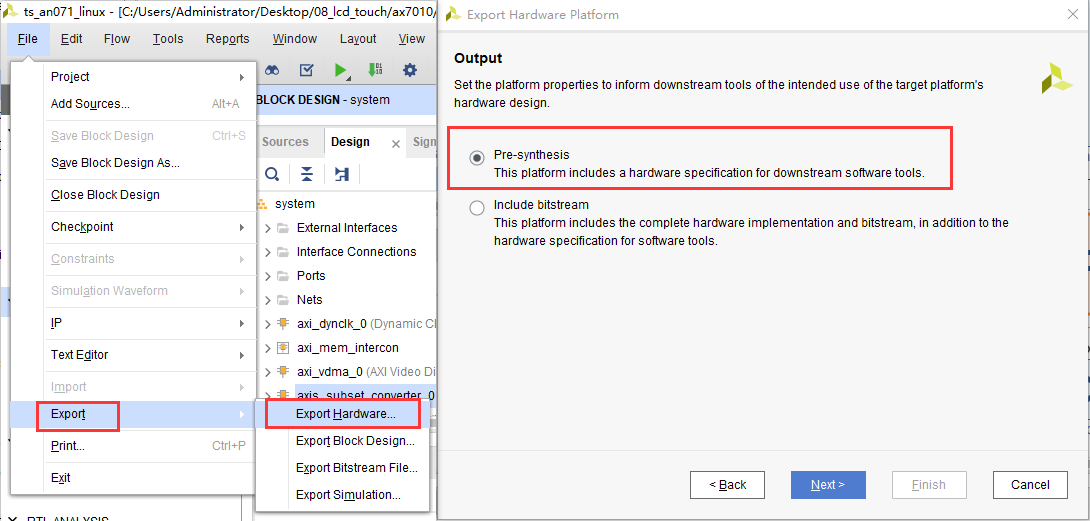 ts_an071_linux - [C:/Users/Administrator/Desktop/08_lcd_touch/ax7010/
File Edit Flow Tools Reports Window Layout View
Project
Add Sources... Alt+A
Save Block Design Ctrl+S
Save Block Design As...
Close Block Design
Checkpoint
Constraints
Simulation Waveform
IP
Text Editor
Import
Export
Print... Ctrl+P
Exit
BLOCK DESIGN - system
Sources Design Sign
system
External Interfaces
Interface Connections
Ports
Nets
axi_dynclk_0 (Dynamic Cl
axi_mem_intercon
axi_vdma_0 (AXI Video Di
axis_subset_converter_0
Export Hardware...
Export Block Design...
Export Bitstream File...
Export Simulation...
RTL ANALYSIS
Export Hardware Platform
Output
Set the platform properties to inform downstream tools of the intended use of the target platform's
hardware design.
Pre-synthesis
This platform includes a hardware specification for downstream software tools.
Include bitstream
This platform includes the complete hardware implementation and bitstream, in addition to the
hardware specification for software tools.
< Back Next > Finish Cancel